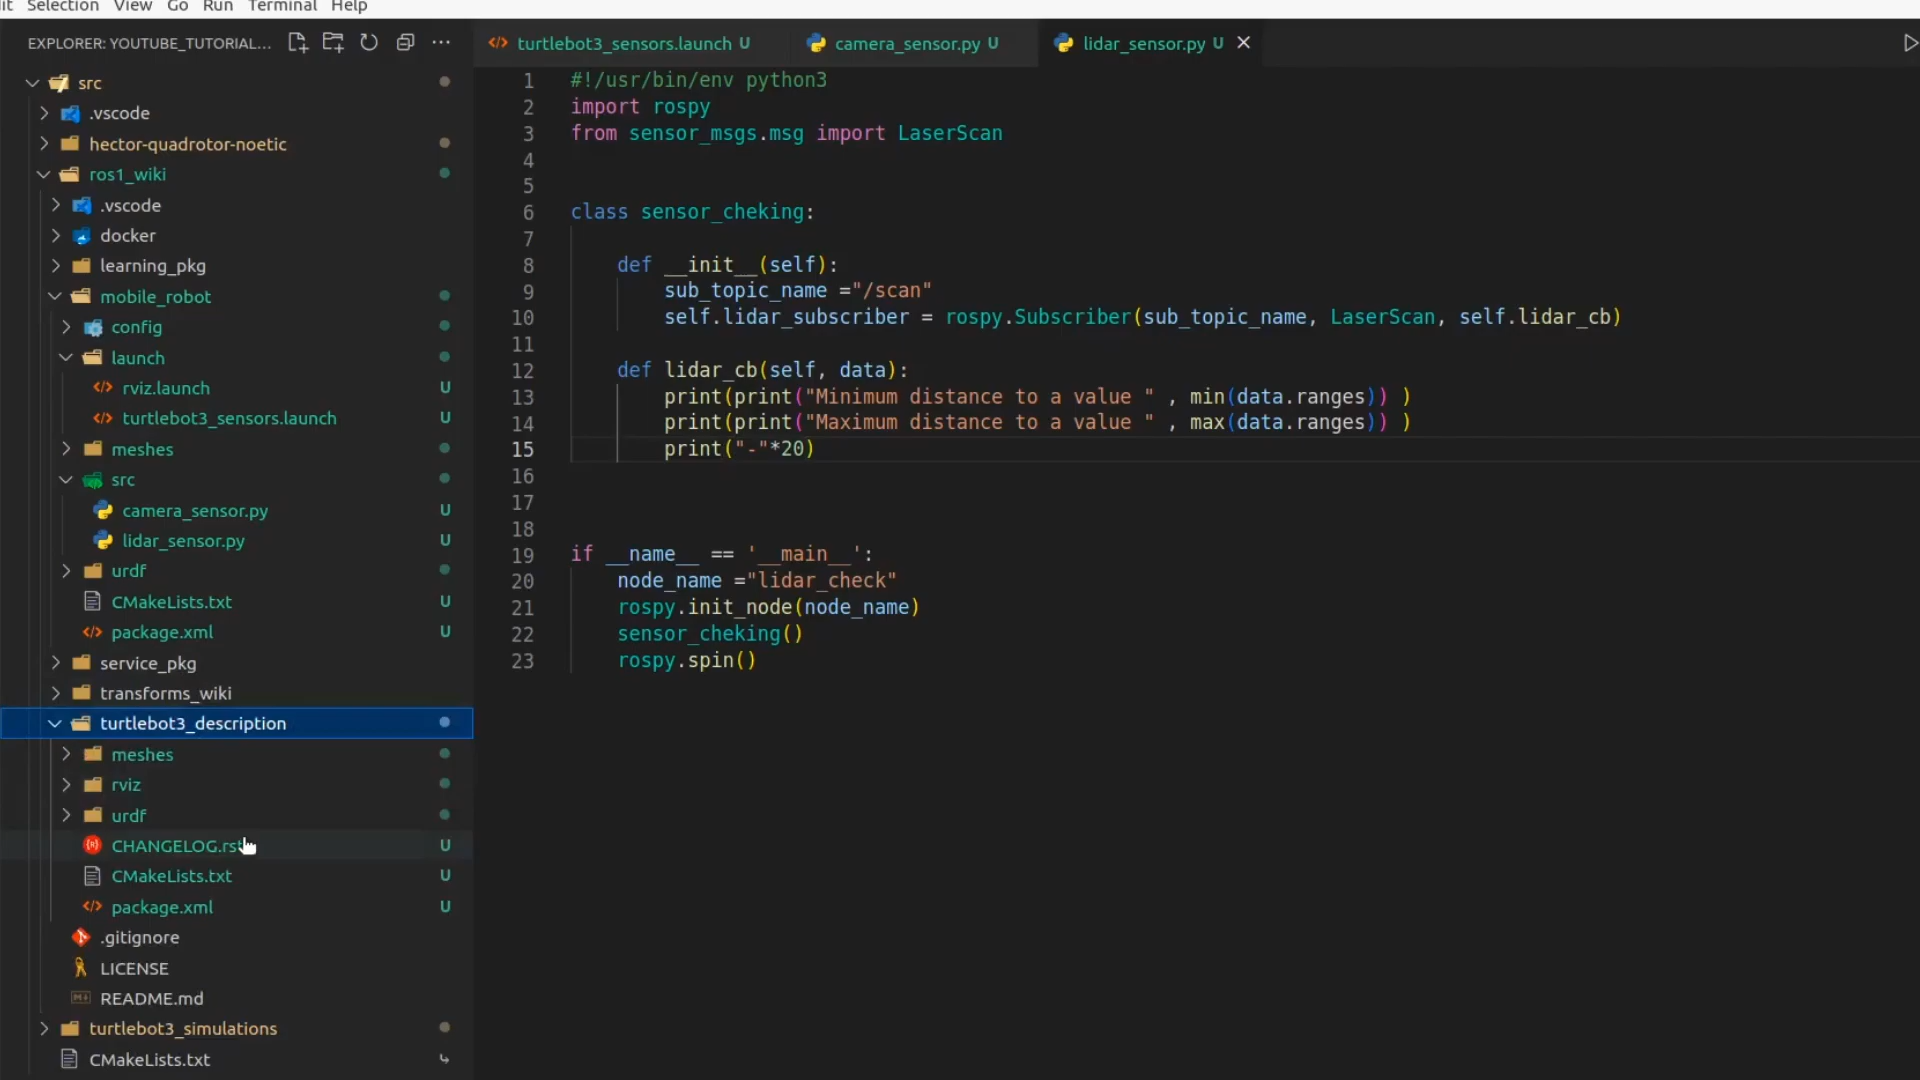 Selection View Go Run Terminal Help
EXPLORER: YOUTUBE_TUTORIAL...
src
.vscode
hector-quadrotor-noetic
ros1_wiki
.vscode
docker
learning_pkg
mobile_robot
config
launch
rviz.launch U
turtlebot3_sensors.launch U
meshes
src
camera_sensor.py U
lidar_sensor.py U
urdf
CMakeLists.txt U
package.xml U
service_pkg
transforms_wiki
turtlebot3_description
meshes
rviz
urdf
CHANGELOG.rst U
CMakeLists.txt U
package.xml U
.gitignore
LICENSE
README.md
turtlebot3_simulations
CMakeLists.txt
turtlebot3_sensors.launch U camera_sensor.py U lidar_sensor.py U
1 #!/usr/bin/env python3
2 import rospy
3 from sensor_msgs.msg import LaserScan
4
5
6 class sensor_cheking:
7
8 def __init__(self):
9 sub_topic_name ="/scan"
10 self.lidar_subscriber = rospy.Subscriber(sub_topic_name, LaserScan, self.lidar_cb)
11
12 def lidar_cb(self, data):
13 print(print("Minimum distance to a value " , min(data.ranges)) )
14 print(print("Maximum distance to a value " , max(data.ranges)) )
15 print("-"*20)
16
17
18
19 if __name__ == '__main__':
20 node_name ="lidar_check"
21 rospy.init_node(node_name)
22 sensor_cheking()
23 rospy.spin()